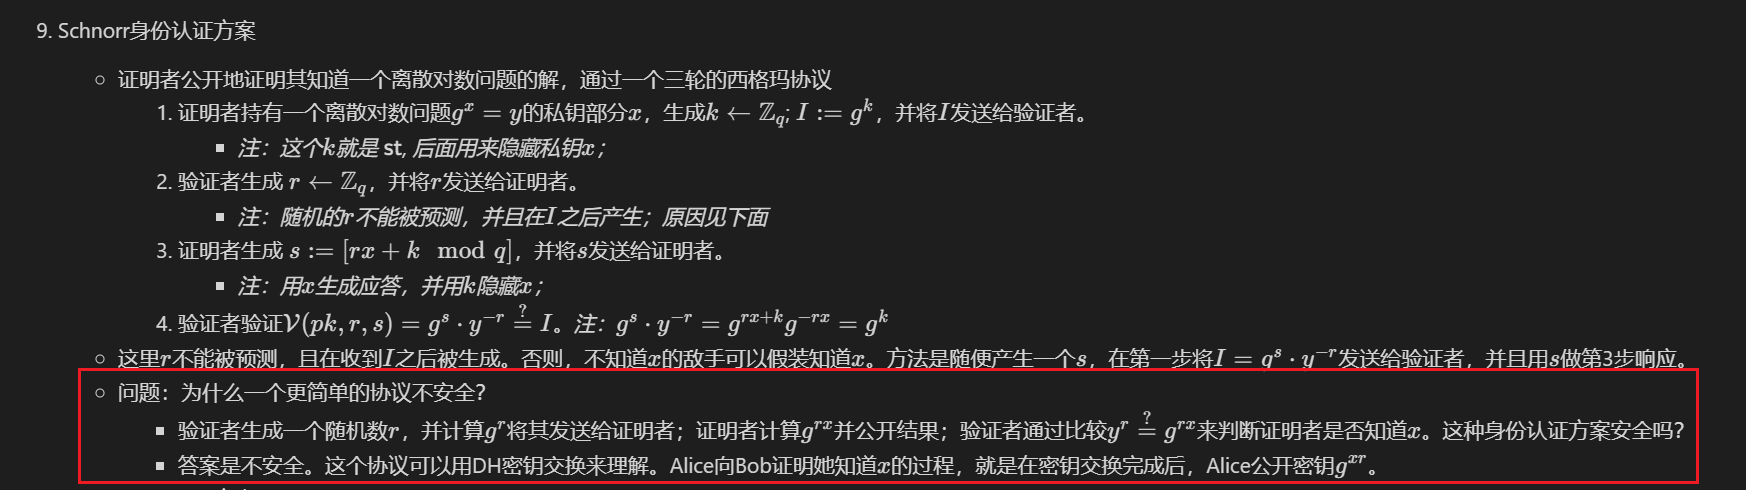 9. Schnorr身份认证方案
证明者公开地证明其知道一个离散对数问题的解，通过一个三轮的西格玛协议
1. 证明者持有一个离散对数问题$g^x = y$的私钥部分$x$，生成$k \leftarrow \mathbb{Z}_q; I := g^k$，并将$I$发送给验证者。
注：这个$k$就是 st, 后面用来隐藏私钥$x$；
2. 验证者生成 $r \leftarrow \mathbb{Z}_q$，并将$r$发送给证明者。
注：随机的$r$不能被预测，并且在$I$之后产生；原因见下面
3. 证明者生成 $s := [rx + k \mod q]$，并将$s$发送给证明者。
注：用$x$生成应答，并用$k$隐藏$x$；
4. 验证者验证$\mathcal{V}(pk, r, s) = g^s \cdot y^{-r} \overset{?}{=} I$。注：$g^s \cdot y^{-r} = g^{rx+k} g^{-rx} = g^k$
这里$r$不能被预测，且在收到$I$之后被生成。否则，不知道$x$的敌手可以假装知道$x$。方法是随便产生一个$s$，在第一步将$I = g^s \cdot y^{-r}$发送给验证者，并且用$s$做第3步响应。
问题：为什么一个更简单的协议不安全？
验证者生成一个随机数$r$，并计算$g^r$将其发送给证明者；证明者计算$g^{rx}$并公开结果；验证者通过比较$y^r \overset{?}{=} g^{rx}$来判断证明者是否知道$x$。这种身份认证方案安全吗？
答案是不安全。这个协议可以用DH密钥交换来理解。Alice向Bob证明她知道$x$的过程，就是在密钥交换完成后，Alice公开密钥$g^{xr}$。